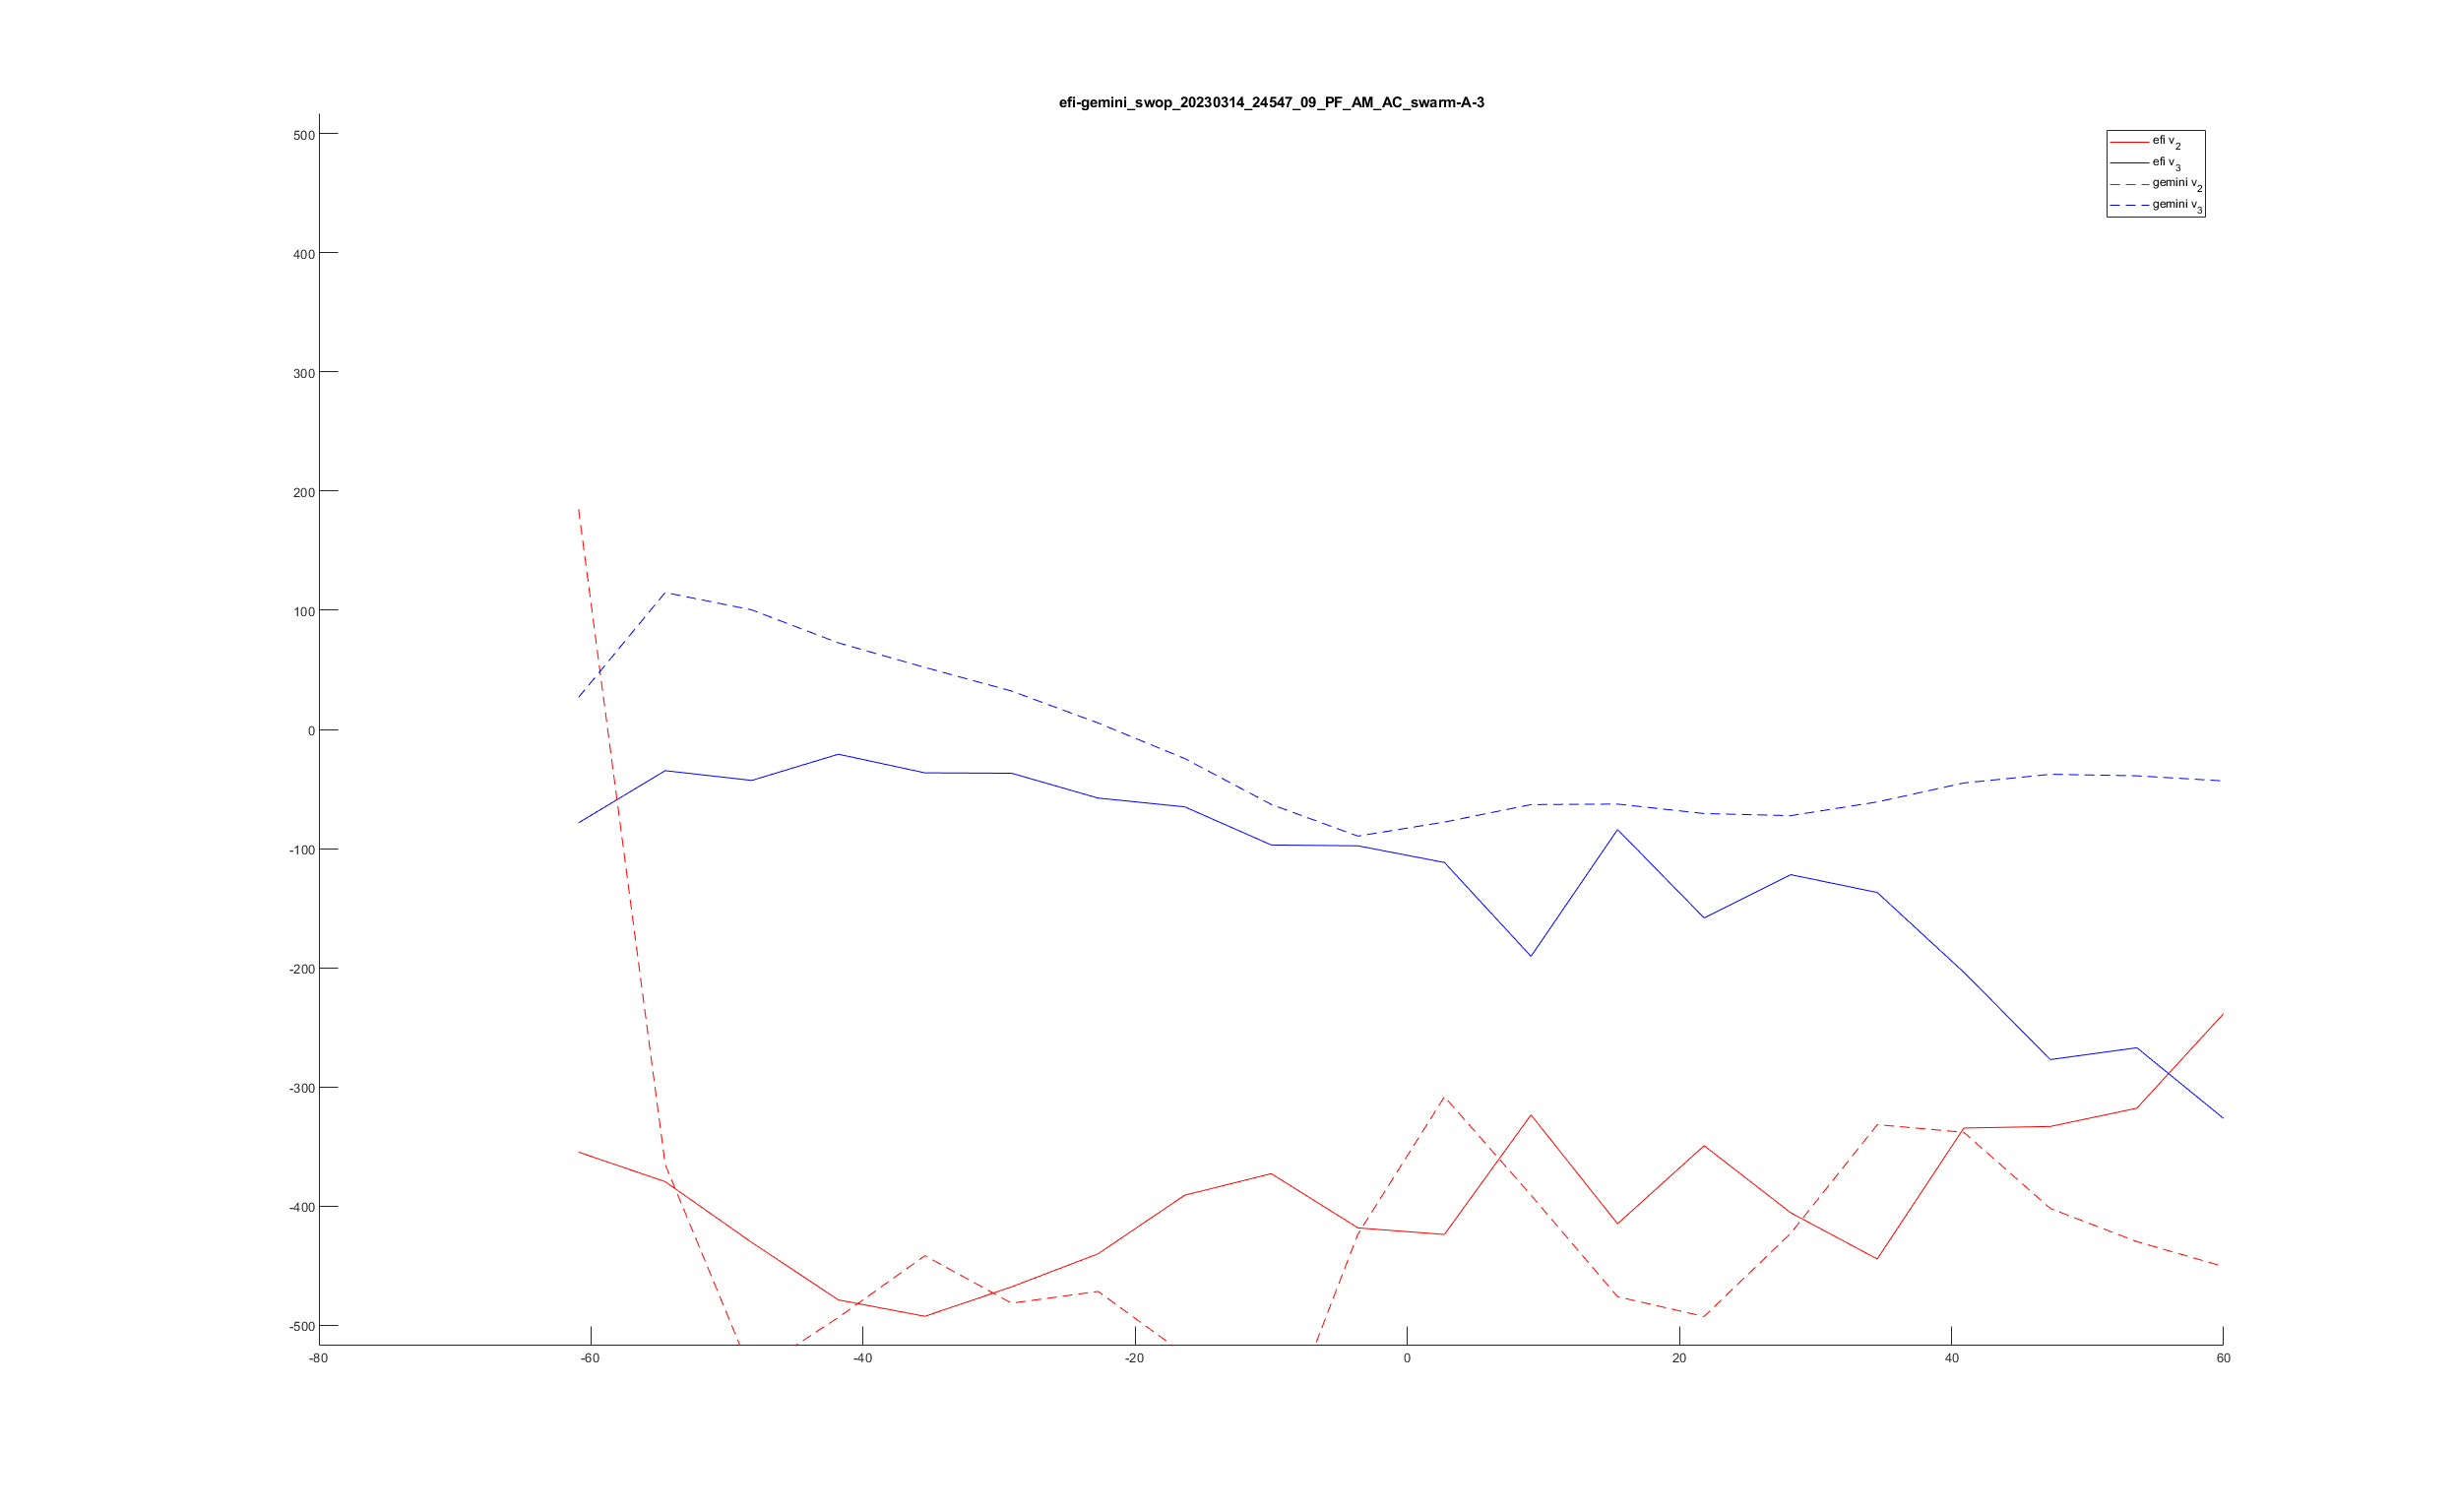 efi-gemini_swop_20230314_24547_09_PF_AM_AC_swarm-A-3
efi v2
efi v3
gemini v2
gemini v3
500
400
300
200
100
0
-100
-200
-300
-400
-500
-80 -60 -40 -20 0 20 40 60